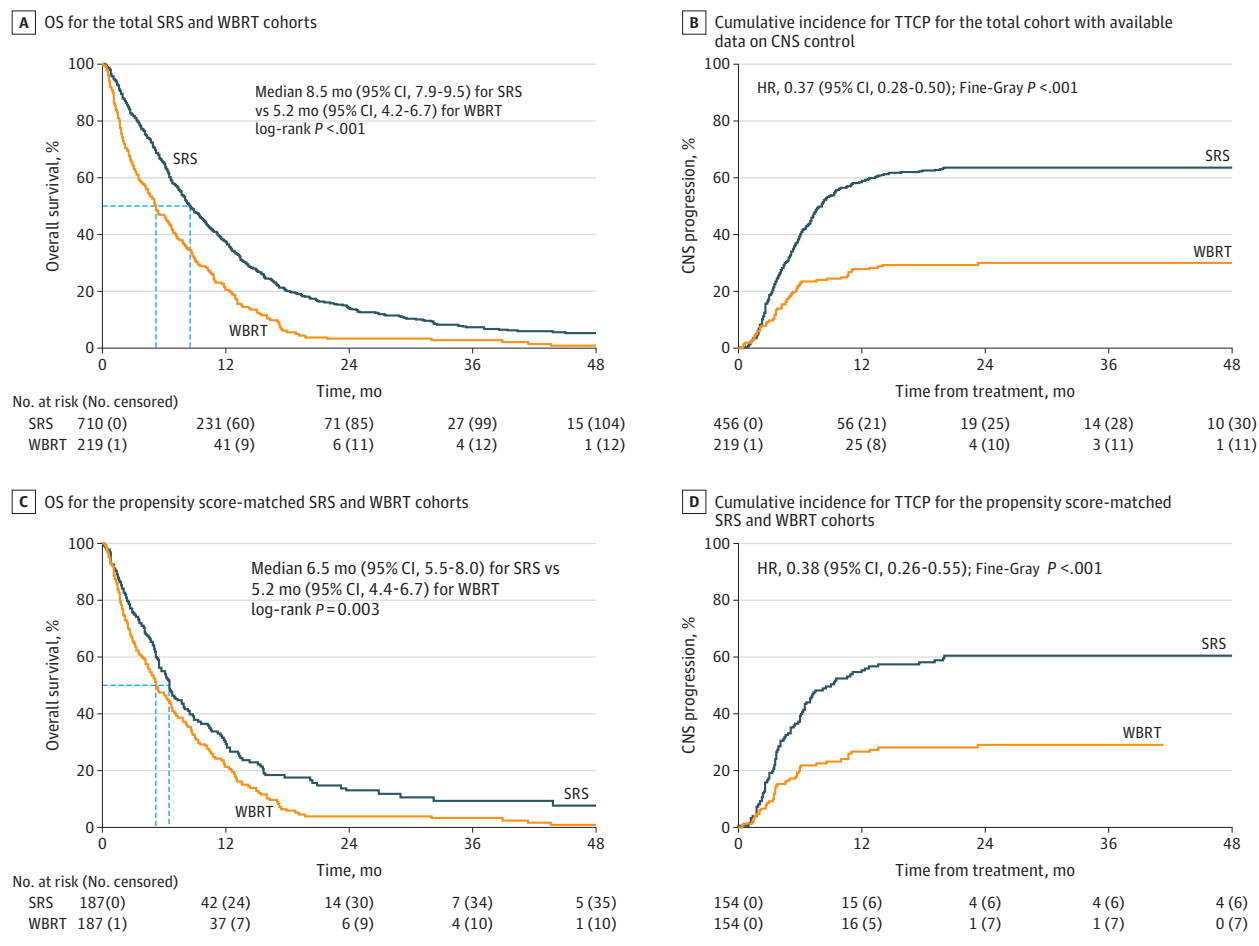 A OS for the total SRS and WBRT cohorts
100
80
60
40
20
0
Overall survival, %
Median 8.5 mo (95% CI, 7.9-9.5) for SRS
vs 5.2 mo (95% CI, 4.2-6.7) for WBRT
log-rank P <.001
SRS
WBRT
0 12 24 36 48
Time, mo
No. at risk (No. censored)
SRS 710 (0) 231 (60) 71 (85) 27 (99) 15 (104)
WBRT 219 (1) 41 (9) 6 (11) 4 (12) 1 (12)
B Cumulative incidence for TTCP for the total cohort with available
data on CNS control
100
80
60
40
20
0
CNS progression, %
HR, 0.37 (95% CI, 0.28-0.50); Fine-Gray P <.001
SRS
WBRT
0 12 24 36 48
Time from treatment, mo
456 (0) 56 (21) 19 (25) 14 (28) 10 (30)
219 (1) 25 (8) 4 (10) 3 (11) 1 (11)
C OS for the propensity score-matched SRS and WBRT cohorts
100
80
60
40
20
0
Overall survival, %
Median 6.5 mo (95% CI, 5.5-8.0) for SRS vs
5.2 mo (95% CI, 4.4-6.7) for WBRT
log-rank P = 0.003
SRS
WBRT
0 12 24 36 48
Time, mo
No. at risk (No. censored)
SRS 187(0) 42 (24) 14 (30) 7 (34) 5 (35)
WBRT 187 (1) 37 (7) 6 (9) 4 (10) 1 (10)
D Cumulative incidence for TTCP for the propensity score-matched
SRS and WBRT cohorts
100
80
60
40
20
0
CNS progression, %
HR, 0.38 (95% CI, 0.26-0.55); Fine-Gray P <.001
SRS
WBRT
0 12 24 36 48
Time from treatment, mo
154 (0) 15 (6) 4 (6) 4 (6) 4 (6)
154 (0) 16 (5) 1 (7) 1 (7) 0 (7)